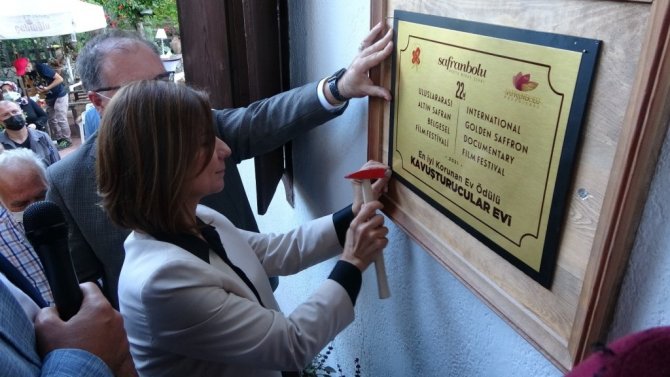 safranbolu
22.
ULUSLARARASI
ALTIN SAFRAN
BELGESEL
FİLM FESTİVALİ
INTERNATIONAL
GOLDEN SAFFRON
DOCUMENTARY
FILM FESTIVAL
- 2021 -
En İyi Korunan Ev Ödülü
KAVUŞTURUCULAR EVİ